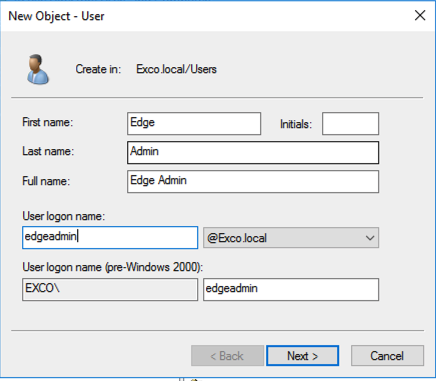 New Object - User
Create in: Exco.local/Users
First name: Edge Initials:
Last name: Admin
Full name: Edge Admin
User logon name:
edgeadmin @Exco.local
User logon name (pre-Windows 2000):
EXCO\ edgeadmin
< Back Next > Cancel